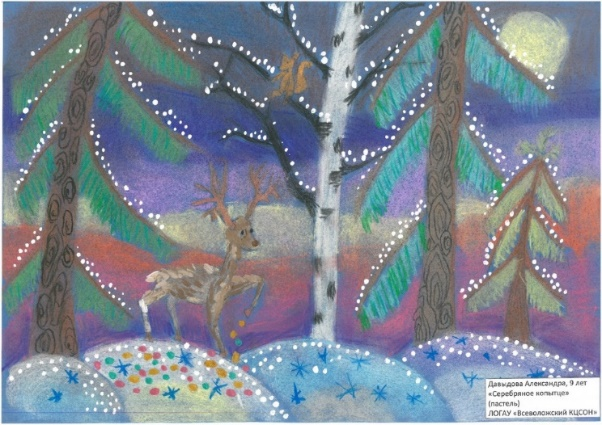 Давыдова Александра, 9 лет
«Серебряное копытце»
(пастель)
ЛОГАУ «Всеволожский КЦСОН»